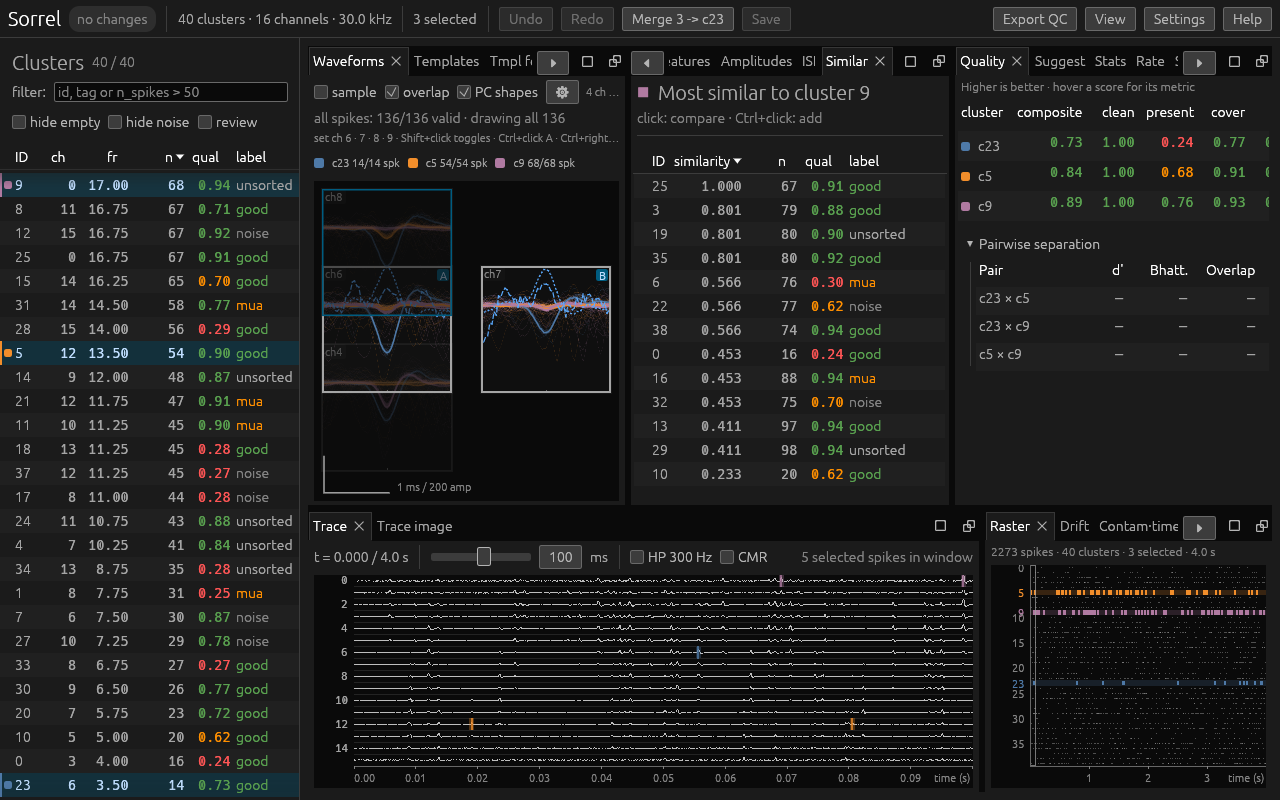 Sorrel no changes 40 clusters · 16 channels · 30.0 kHz 3 selected Undo Redo Merge 3 -> c23 Save Export QC View Settings Help
Clusters 40 / 40
filter: id, tag or n_spikes > 50
hide empty hide noise review
ID ch fr n▼ qual label
9 0 17.00 68 0.94 unsorted
8 11 16.75 67 0.71 good
12 15 16.75 67 0.92 noise
25 0 16.75 67 0.91 good
15 14 16.25 65 0.70 good
31 14 14.50 58 0.77 mua
28 15 14.00 56 0.29 good
5 12 13.50 54 0.90 good
14 9 12.00 48 0.87 unsorted
21 12 11.75 47 0.91 mua
11 10 11.25 45 0.90 mua
18 13 11.25 45 0.28 good
37 12 11.25 45 0.27 noise
17 8 11.00 44 0.28 noise
24 11 10.75 43 0.88 unsorted
4 7 10.25 41 0.84 unsorted
34 13 8.75 35 0.28 unsorted
1 8 7.75 31 0.25 mua
7 6 7.50 30 0.87 noise
27 10 7.25 29 0.78 noise
33 8 6.75 27 0.27 good
30 9 6.50 26 0.77 good
20 7 5.75 23 0.72 good
10 5 5.00 20 0.62 good
0 3 4.00 16 0.24 good
23 6 3.50 14 0.73 good
Waveforms Templates Tmpl
sample overlap PC shapes 4 ch ...
all spikes: 136/136 valid · drawing all 136
set ch 6 · 7 · 8 · 9 · Shift+click toggles · Ctrl+click A · Ctrl+right...
c23 14/14 spk c5 54/54 spk c9 68/68 spk
ch8
ch6 A
ch7 B
ch4
1 ms / 200 amp
eatures Amplitudes ISI Similar
Most similar to cluster 9
click: compare · Ctrl+click: add
ID similarity▼ n qual label
25 1.000 67 0.91 good
3 0.801 79 0.88 good
19 0.801 80 0.90 unsorted
35 0.801 80 0.92 good
6 0.566 76 0.30 mua
22 0.566 77 0.62 noise
38 0.566 74 0.94 good
0 0.453 16 0.24 good
16 0.453 88 0.94 mua
32 0.453 75 0.70 noise
13 0.411 97 0.94 good
29 0.411 98 0.94 unsorted
10 0.233 20 0.62 good
Quality Suggest Stats Rate
Higher is better · hover a score for its metric
cluster composite clean present cover
c23 0.73 1.00 0.24 0.77
c5 0.84 1.00 0.68 0.91
c9 0.89 1.00 0.76 0.93
▼ Pairwise separation
Pair d' Bhatt. Overlap
c23 × c5 — — —
c23 × c9 — — —
c5 × c9 — — —
Trace Trace image
t = 0.000 / 4.0 s 100 ms HP 300 Hz CMR 5 selected spikes in window
0
2
4
6
8
10
12
14
0.00 0.01 0.02 0.03 0.04 0.05 0.06 0.07 0.08 0.09 time (s)
Raster Drift Contam·time
2273 spikes · 40 clusters · 3 selected · 4.0 s
0
5
9
10
15
20
23
25
30
35
1 2 3 time (s)